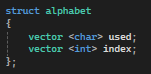 struct alphabet
{
    vector <char> used;
    vector <int> index;
};